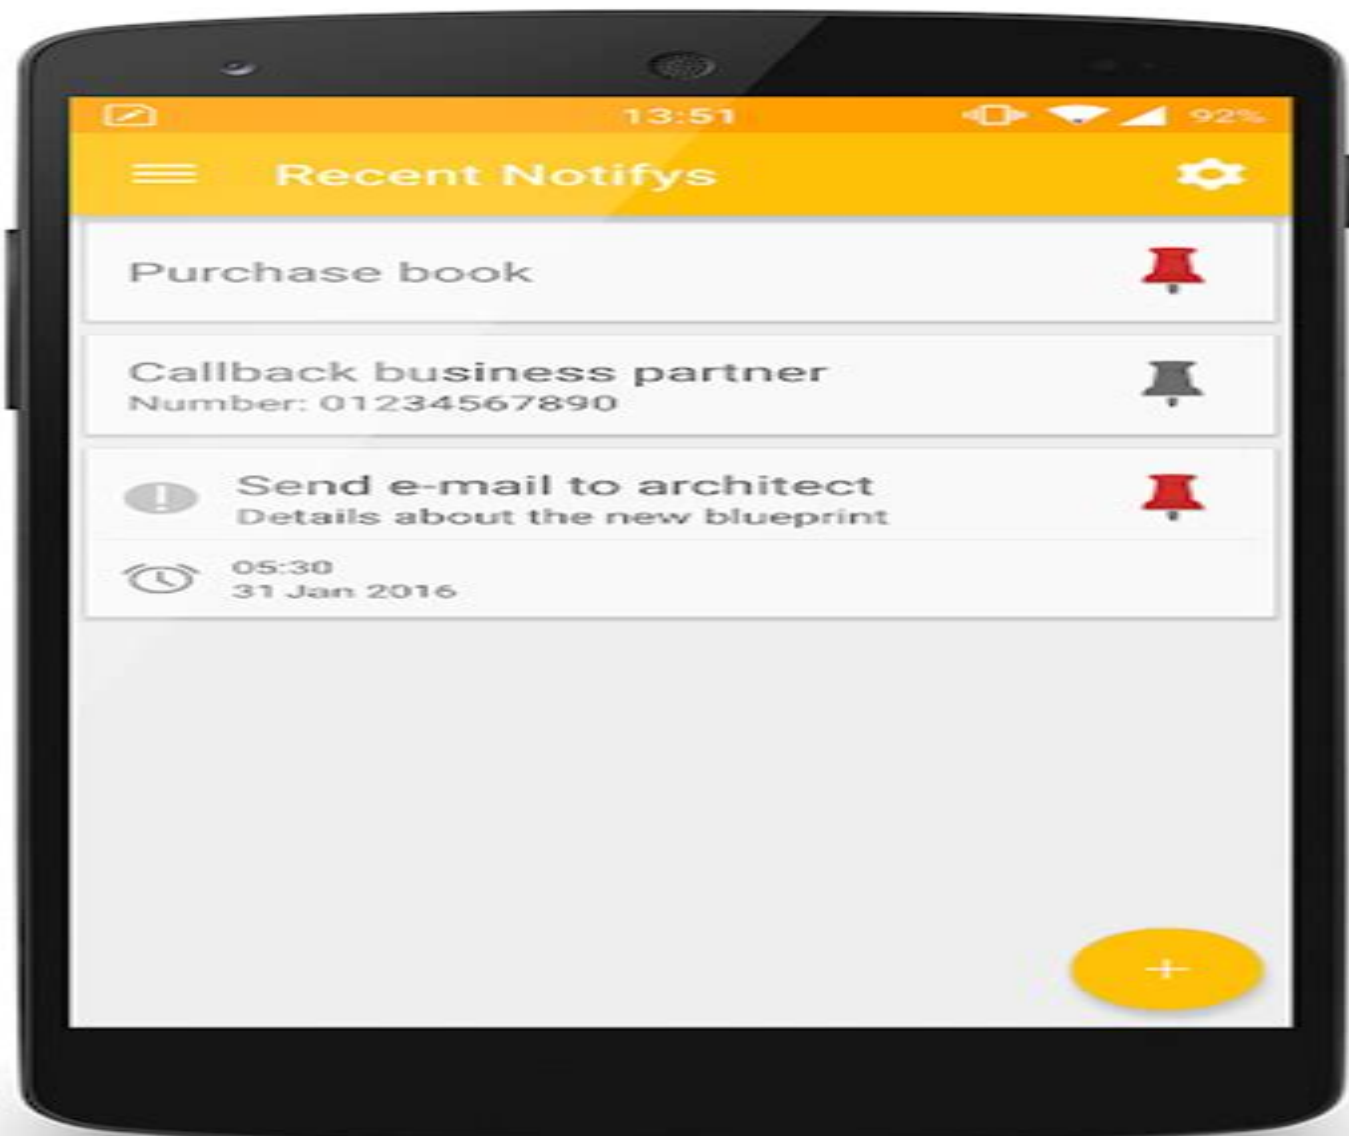 13:51
92%
Recent Notifys
Purchase book
Callback business partner
Number: 01234567890
Send e-mail to architect
Details about the new blueprint
05:30
31 Jan 2016